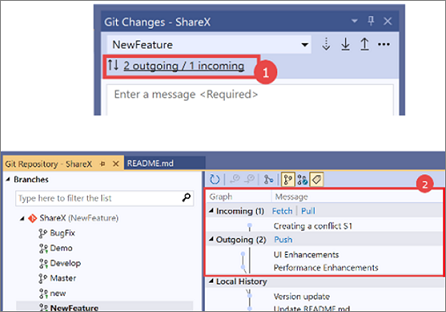 Git Changes - ShareX
NewFeature
2 outgoing / 1 incoming
1
Enter a message <Required>
Git Repository - ShareX
README.md
Branches
Type here to filter the list
ShareX (NewFeature)
BugFix
Demo
Develop
Master
new
NewFeature
2
Graph Message
Incoming (1) Fetch | Pull
Creating a conflict S1
Outgoing (2) Push
UI Enhancements
Performance Enhancements
Local History
Version update
Update README.md